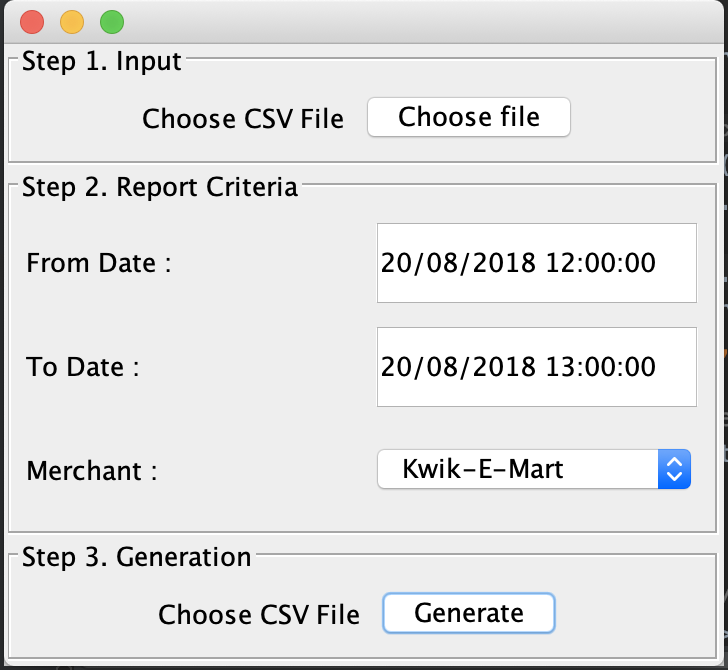 Step 1. Input
Choose CSV File Choose file
Step 2. Report Criteria
From Date : 20/08/2018 12:00:00
To Date : 20/08/2018 13:00:00
Merchant : Kwik-E-Mart
Step 3. Generation
Choose CSV File Generate